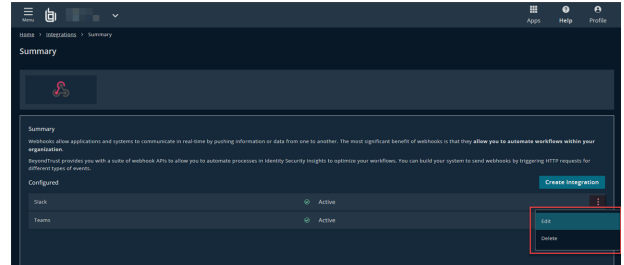 Menu
Apps
Help
Profile
Home > Integrations > Summary
Summary
Summary
Webhooks allow applications and systems to communicate in real-time by pushing information or data from one to another. The most significant benefit of webhooks is that they allow you to automate workflows within your
organization.
BeyondTrust provides you with a suite of webhook APIs to allow you to automate processes in Identity Security Insights to optimize your workflows. You can build your system to send webhooks by triggering HTTP requests for
different types of events.
Configured
Create Integration
Slack Active
Edit
Teams Active
Delete